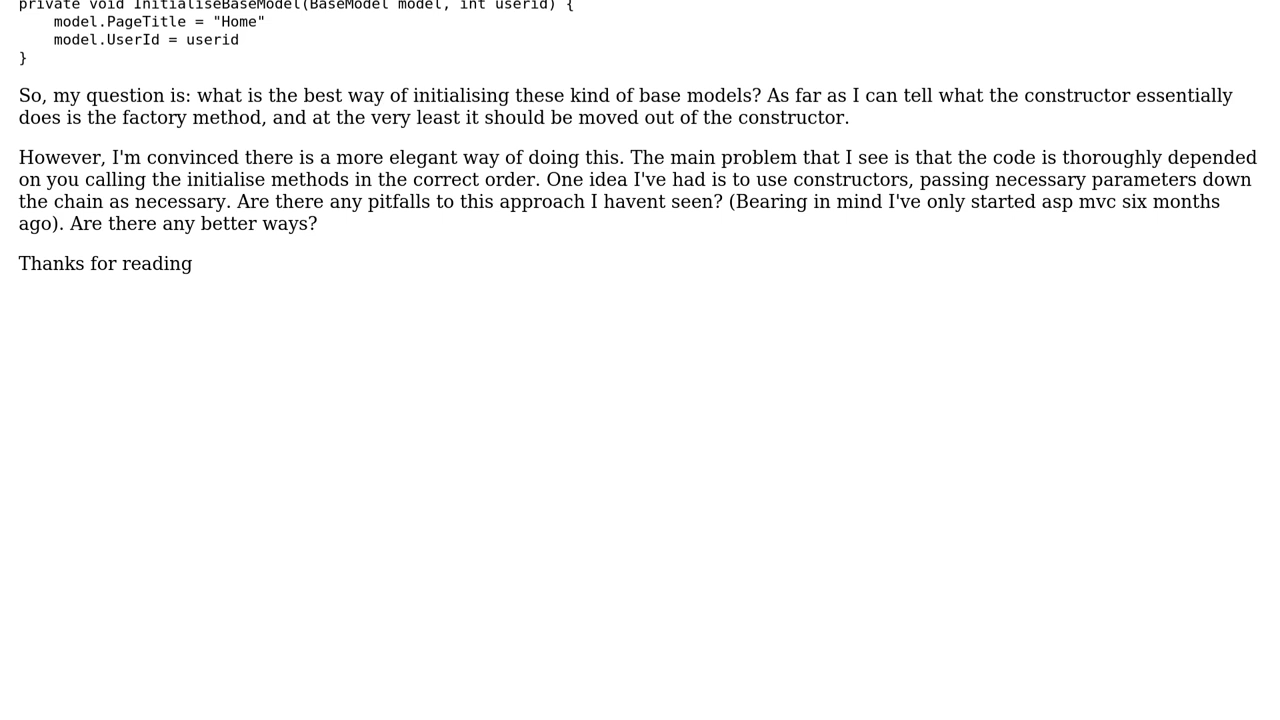 private void InitialiseBaseModel(BaseModel model, int userid) {
    model.PageTitle = "Home"
    model.UserId = userid
}
So, my question is: what is the best way of initialising these kind of base models? As far as I can tell what the constructor essentially
does is the factory method, and at the very least it should be moved out of the constructor.
However, I'm convinced there is a more elegant way of doing this. The main problem that I see is that the code is thoroughly depended
on you calling the initialise methods in the correct order. One idea I've had is to use constructors, passing necessary parameters down
the chain as necessary. Are there any pitfalls to this approach I havent seen? (Bearing in mind I've only started asp mvc six months
ago). Are there any better ways?
Thanks for reading